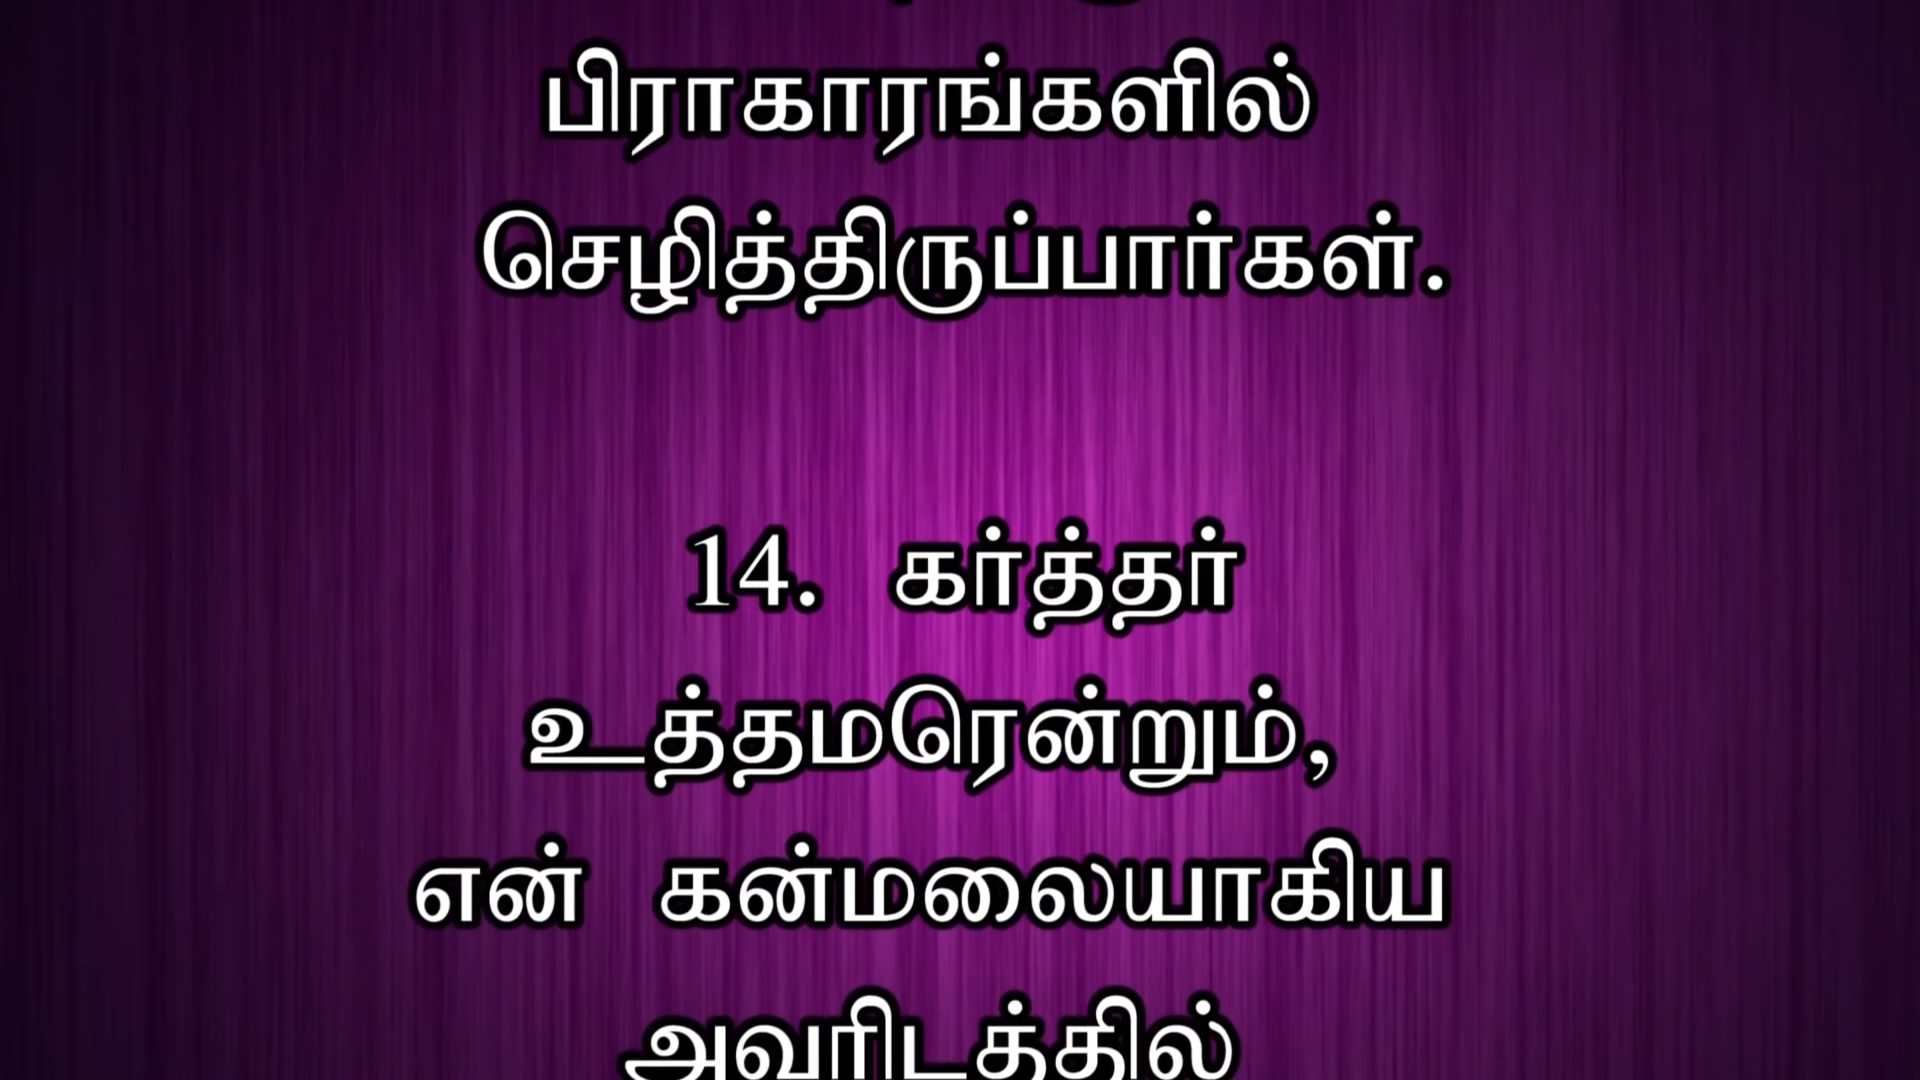 பிராகாரங்களில்
செழித்திருப்பார்கள்.
14. கர்த்தர்
உத்தமரென்றும்,
என் கன்மலையாகிய
அவரிடத்தில்